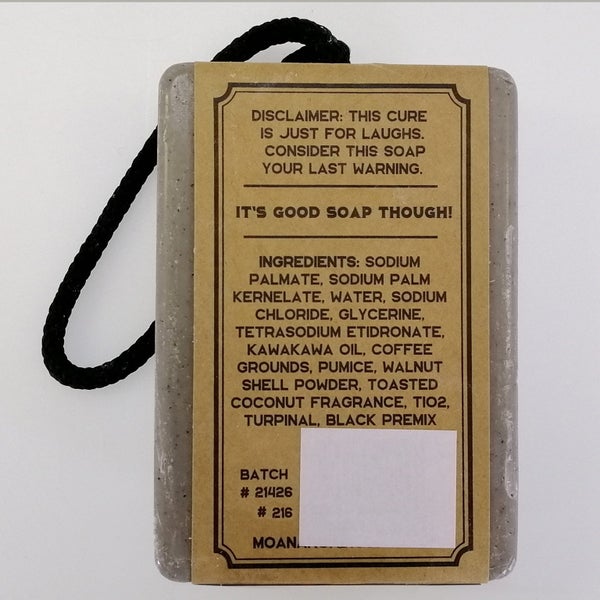 DISCLAIMER: THIS CURE
IS JUST FOR LAUGHS.
CONSIDER THIS SOAP
YOUR LAST WARNING.
IT'S GOOD SOAP THOUGH!
INGREDIENTS: SODIUM
PALMATE, SODIUM PALM
KERNELATE, WATER, SODIUM
CHLORIDE, GLYCERINE,
TETRASODIUM ETIDRONATE,
KAWAKAWA OIL, COFFEE
GROUNDS, PUMICE, WALNUT
SHELL POWDER, TOASTED
COCONUT FRAGRANCE, TIO2,
TURPINAL, BLACK PREMIX
BATCH
# 21426
# 216